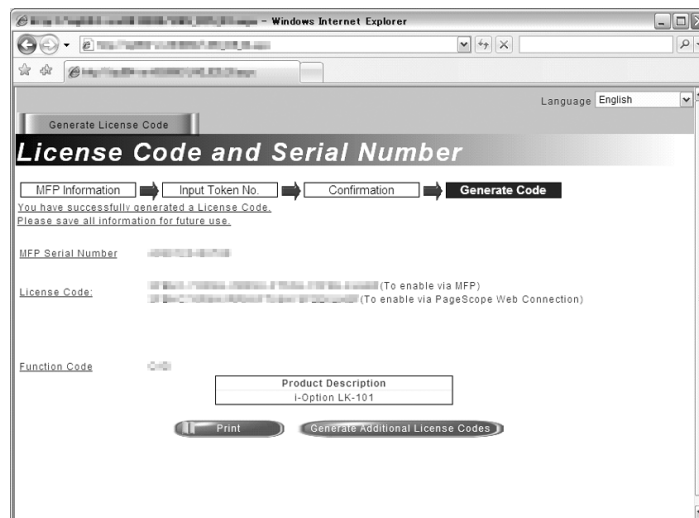 - Windows Internet Explorer
Language English
Generate License Code
License Code and Serial Number
MFP Information Input Token No. Confirmation Generate Code
You have successfully generated a License Code.
Please save all information for future use.
MFP Serial Number
License Code: (To enable via MFP)
(To enable via PageScope Web Connection)
Function Code
Product Description
i-Option LK-101
Print Generate Additional License Codes